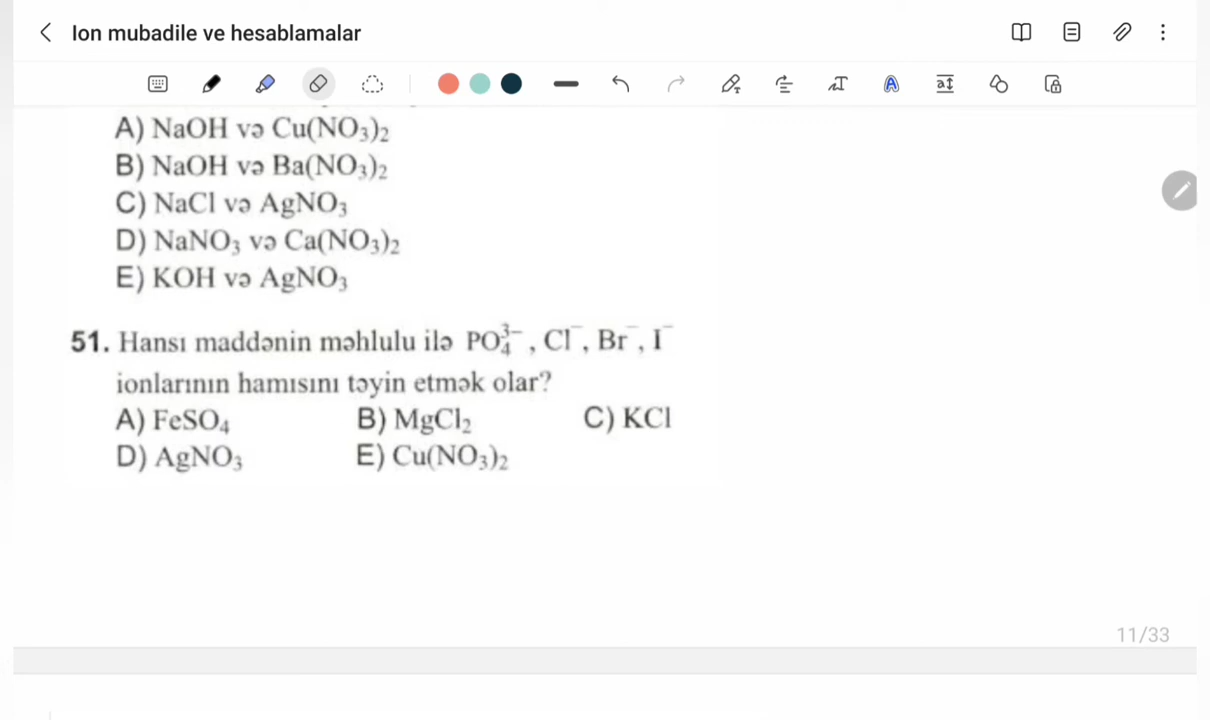 Ion mubadile ve hesablamalar
A) NaOH və Cu(NO₃)₂
B) NaOH və Ba(NO₃)₂
C) NaCl və AgNO₃
D) NaNO₃ və Ca(NO₃)₂
E) KOH və AgNO₃
51. Hansı maddənin məhlulu ilə PO₄³⁻, Cl⁻, Br⁻, I⁻
ionlarının hamısını təyin etmək olar?
A) FeSO₄ B) MgCl₂ C) KCl
D) AgNO₃ E) Cu(NO₃)₂
11/33